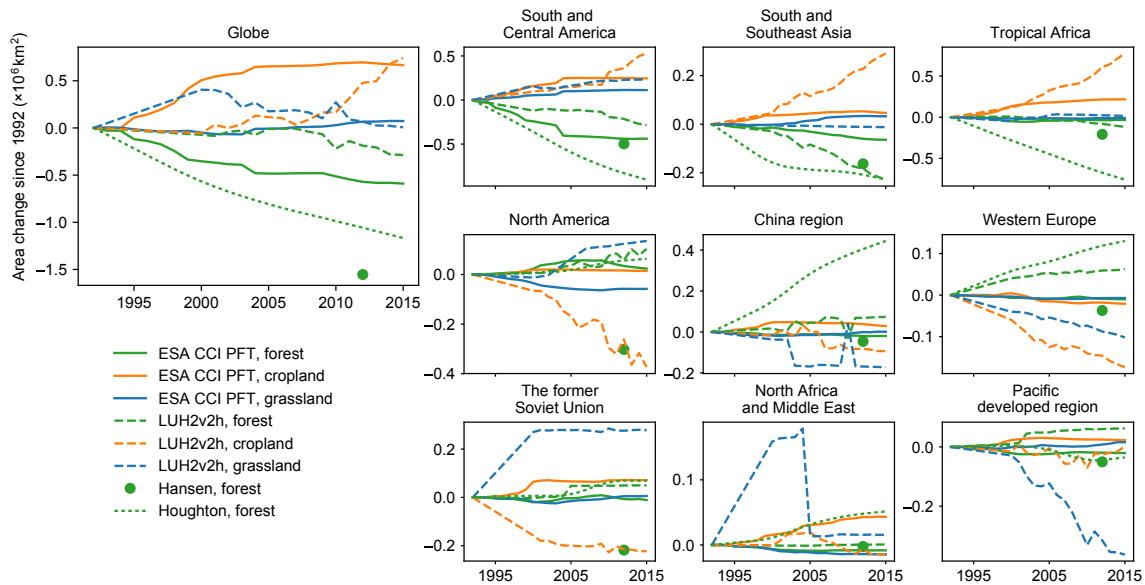 Area change since 1992 (×10⁶ km²)
Globe
0.5
0.0
−0.5
−1.0
−1.5
1995 2000 2005 2010 2015
South and
Central America
0.5
0.0
−0.5
South and
Southeast Asia
0.2
0.0
−0.2
Tropical Africa
0.5
0.0
−0.5
North America
0.0
−0.2
−0.4
China region
0.4
0.2
0.0
−0.2
Western Europe
0.1
0.0
−0.1
ESA CCI PFT, forest
ESA CCI PFT, cropland
ESA CCI PFT, grassland
LUH2v2h, forest
LUH2v2h, cropland
LUH2v2h, grassland
Hansen, forest
Houghton, forest
The former
Soviet Union
0.2
0.0
−0.2
1995 2005 2015
North Africa
and Middle East
0.1
0.0
1995 2005 2015
Pacific
developed region
0.0
−0.2
1995 2005 2015